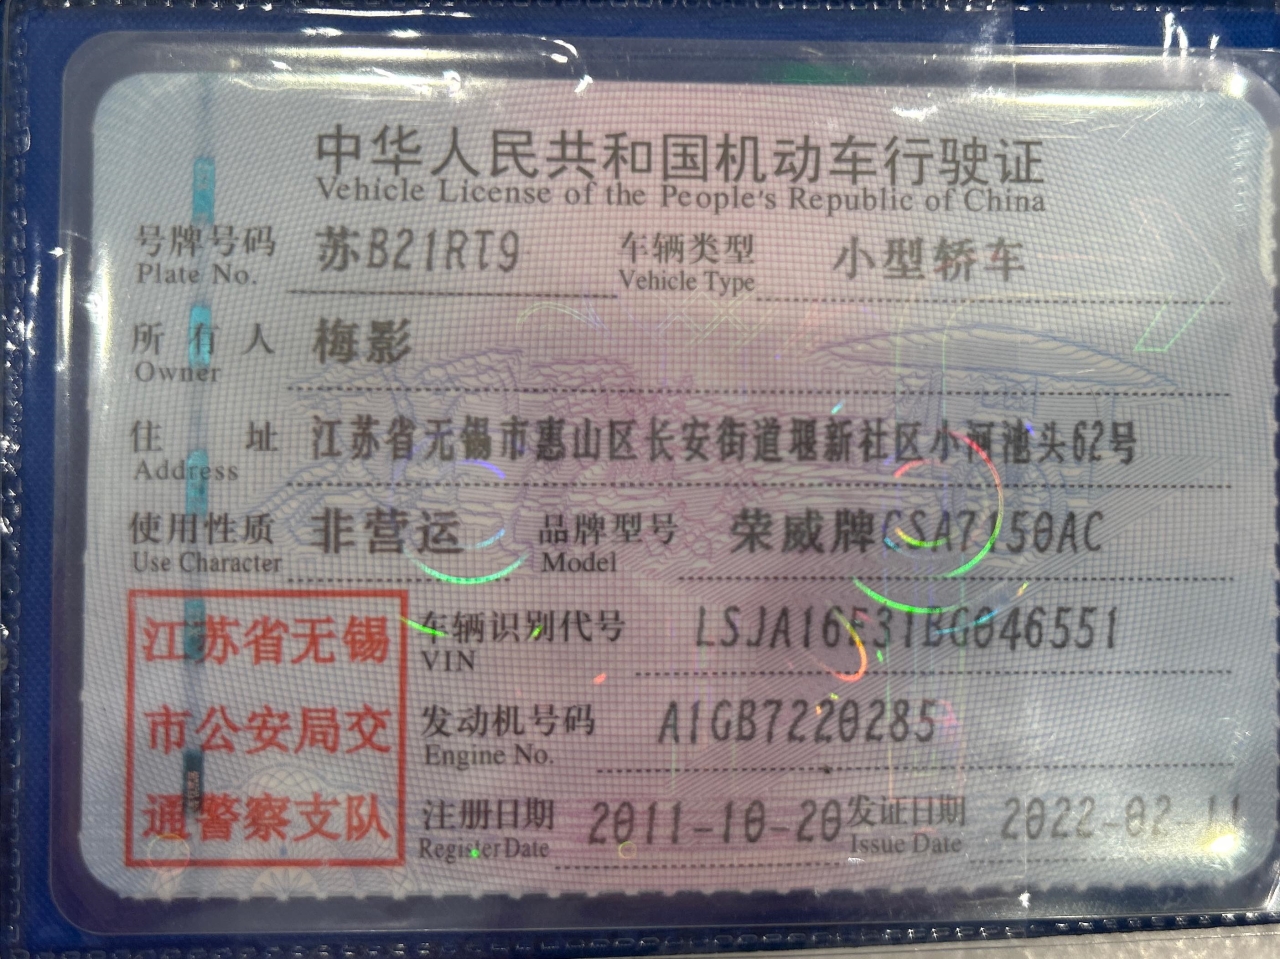 中华人民共和国机动车行驶证
Vehicle License of the People's Republic of China
号牌号码 苏B21RT9 车辆类型 小型轿车
Plate No. Vehicle Type
所有人 梅影
Owner
住址 江苏省无锡市惠山区长安街道堰新社区小河池头62号
Address
使用性质 非营运 品牌型号 荣威牌CSA7150AC
Use Character Model
江苏省无锡
市公安局交
通警察支队
车辆识别代号 LSJA16E31BG046551
VIN
发动机号码 A1GB7220285
Engine No.
注册日期 2011-10-20 发证日期 2022-02-11
Register Date Issue Date